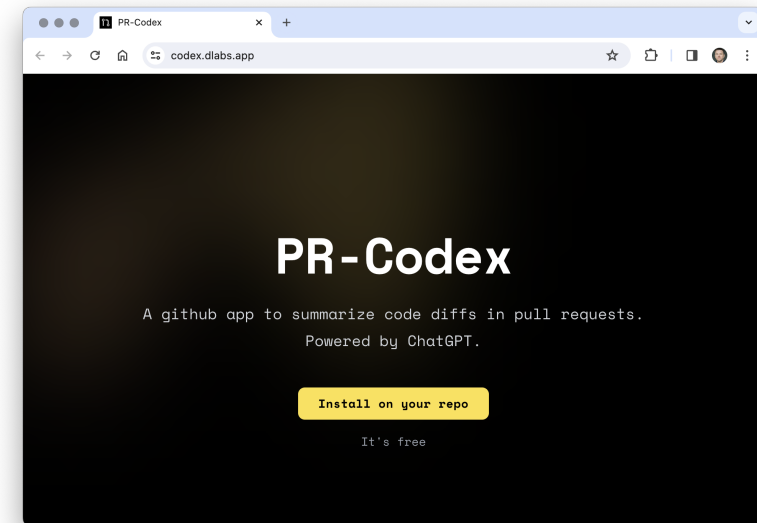 PR-Codex
codex.dlabs.app
PR-Codex
A github app to summarize code diffs in pull requests.
Powered by ChatGPT.
Install on your repo
It's free